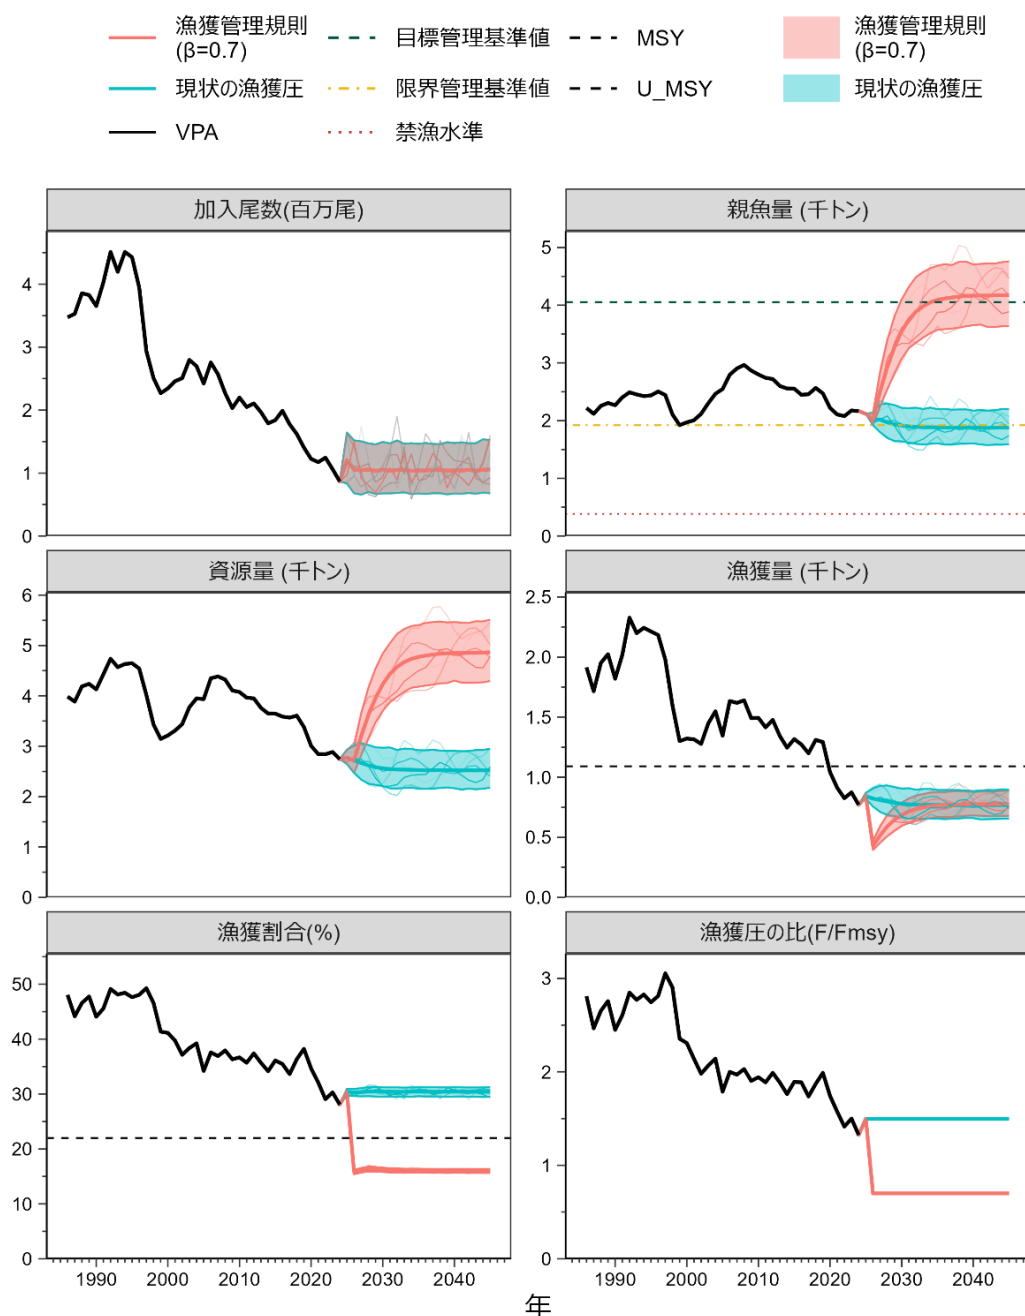 漁獲管理規則
(β=0.7)
目標管理基準値
MSY
漁獲管理規則
(β=0.7)
現状の漁獲圧
限界管理基準値
U_MSY
現状の漁獲圧
VPA
禁漁水準
加入尾数(百万尾)
親魚量 (千トン)
4
3
2
1
0
5
4
3
2
1
0
資源量 (千トン)
漁獲量 (千トン)
6
5
4
3
2
1
0
2.5
2.0
1.5
1.0
0.5
0.0
漁獲割合(%)
漁獲圧の比(F/Fmsy)
50
40
30
20
10
0
3
2
1
0
1990 2000 2010 2020 2030 2040
1990 2000 2010 2020 2030 2040
年